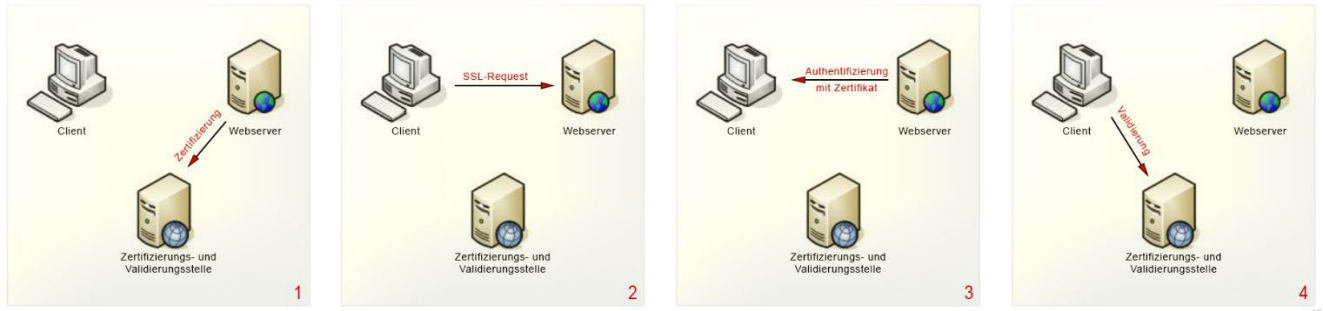 Client
Webserver
Zertifizierung
Zertifizierungs- und
Validierungsstelle
1
SSL-Request
Client
Webserver
Zertifizierungs- und
Validierungsstelle
2
Authentifizierung
mit Zertifikat
Client
Webserver
Zertifizierungs- und
Validierungsstelle
3
Client
Webserver
Validierung
Zertifizierungs- und
Validierungsstelle
4